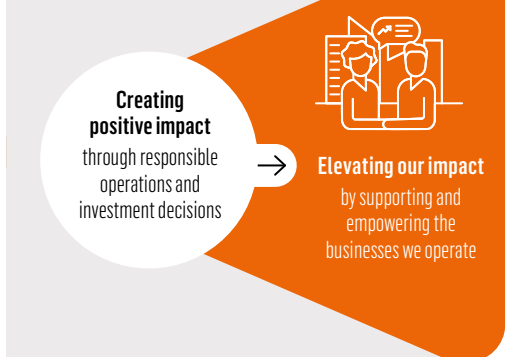 Creating
positive impact
through responsible
operations and
investment decisions
Elevating our impact
by supporting and
empowering the
businesses we operate